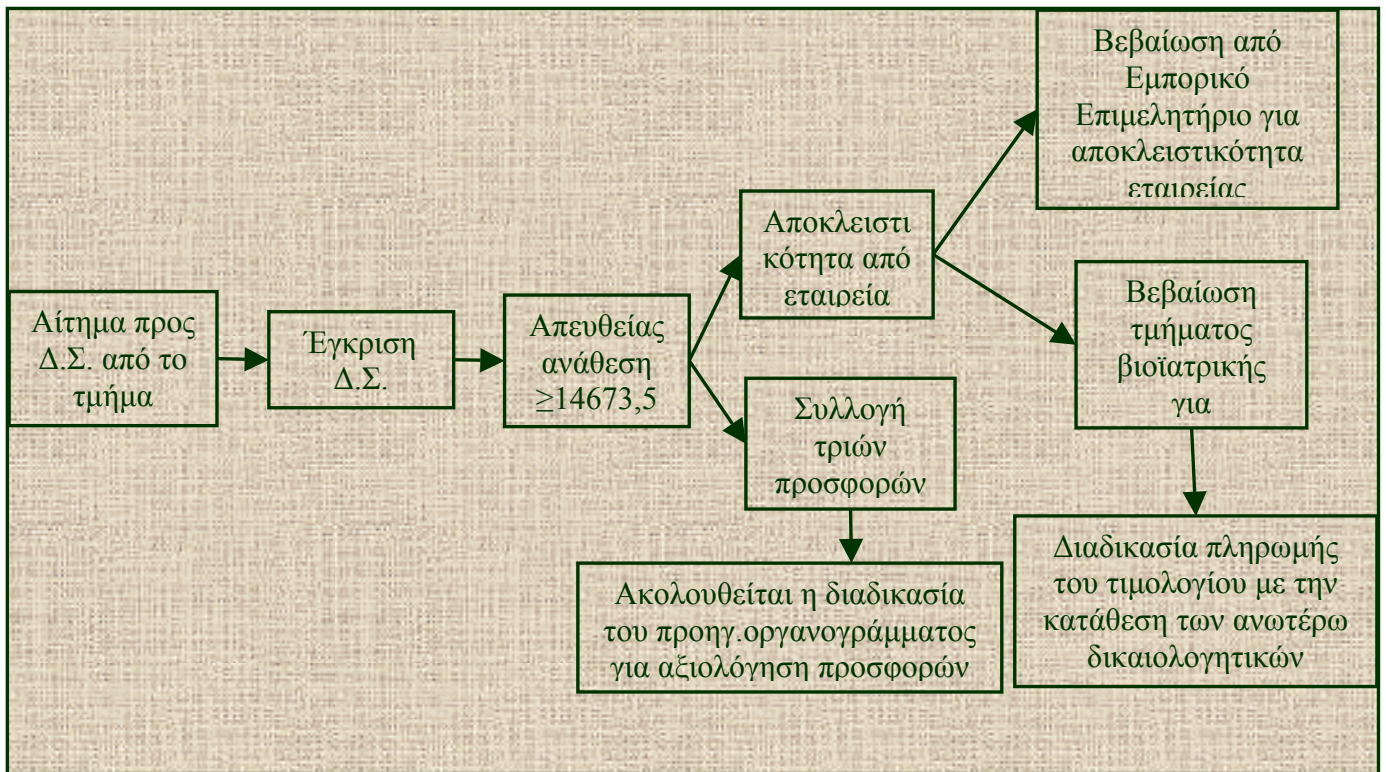 Αίτημα προς
Δ.Σ. από το
τμήμα
Έγκριση
Δ.Σ.
Απευθείας
ανάθεση
≥14673,5
Αποκλειστι
κότητα από
εταιρεία
Βεβαίωση από
Εμπορικό
Επιμελητήριο για
αποκλειστικότητα
εταιρείας
Βεβαίωση
τμήματος
βιοϊατρικής
για
Διαδικασία πληρωμής
του τιμολογίου με την
κατάθεση των ανωτέρω
δικαιολογητικών
Συλλογή
τριών
προσφορών
Ακολουθείται η διαδικασία
του προηγ.οργανογράμματος
για αξιολόγηση προσφορών